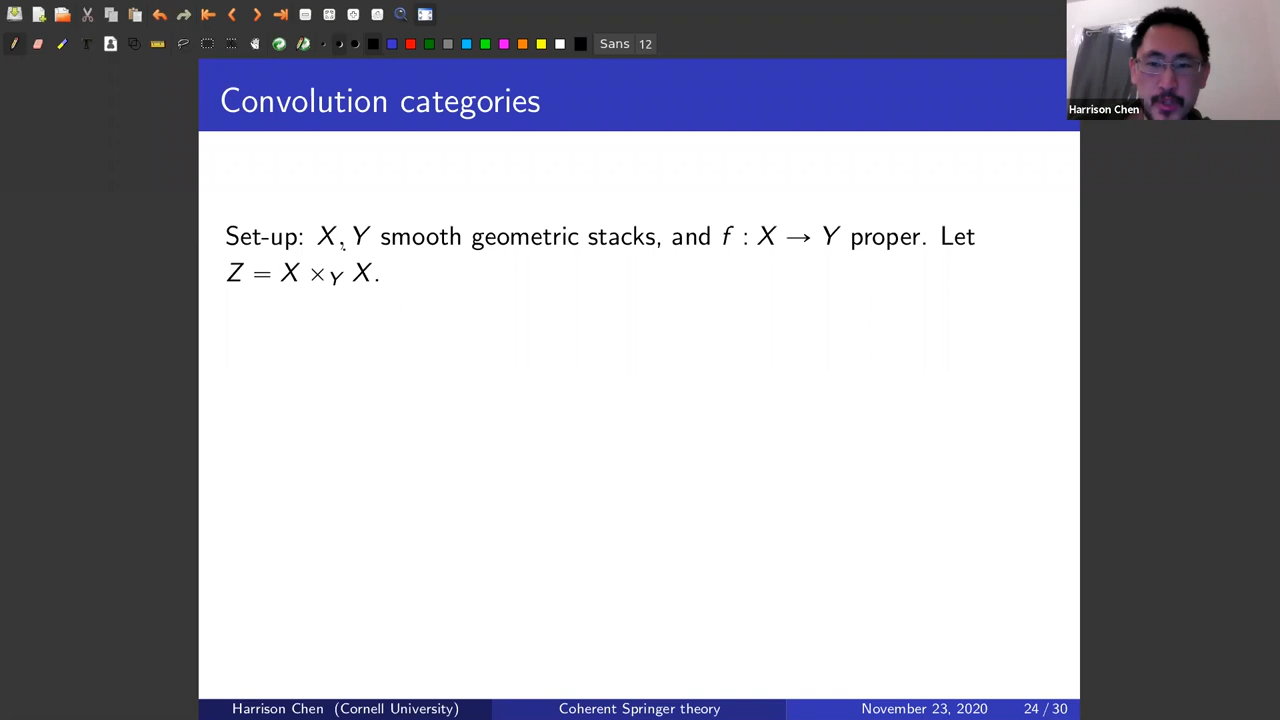 Sans 12
Convolution categories
Harrison Chen
Set-up: X, Y smooth geometric stacks, and f : X → Y proper. Let
Z = X ×_Y X.
Harrison Chen (Cornell University) Coherent Springer theory November 23, 2020 24 / 30